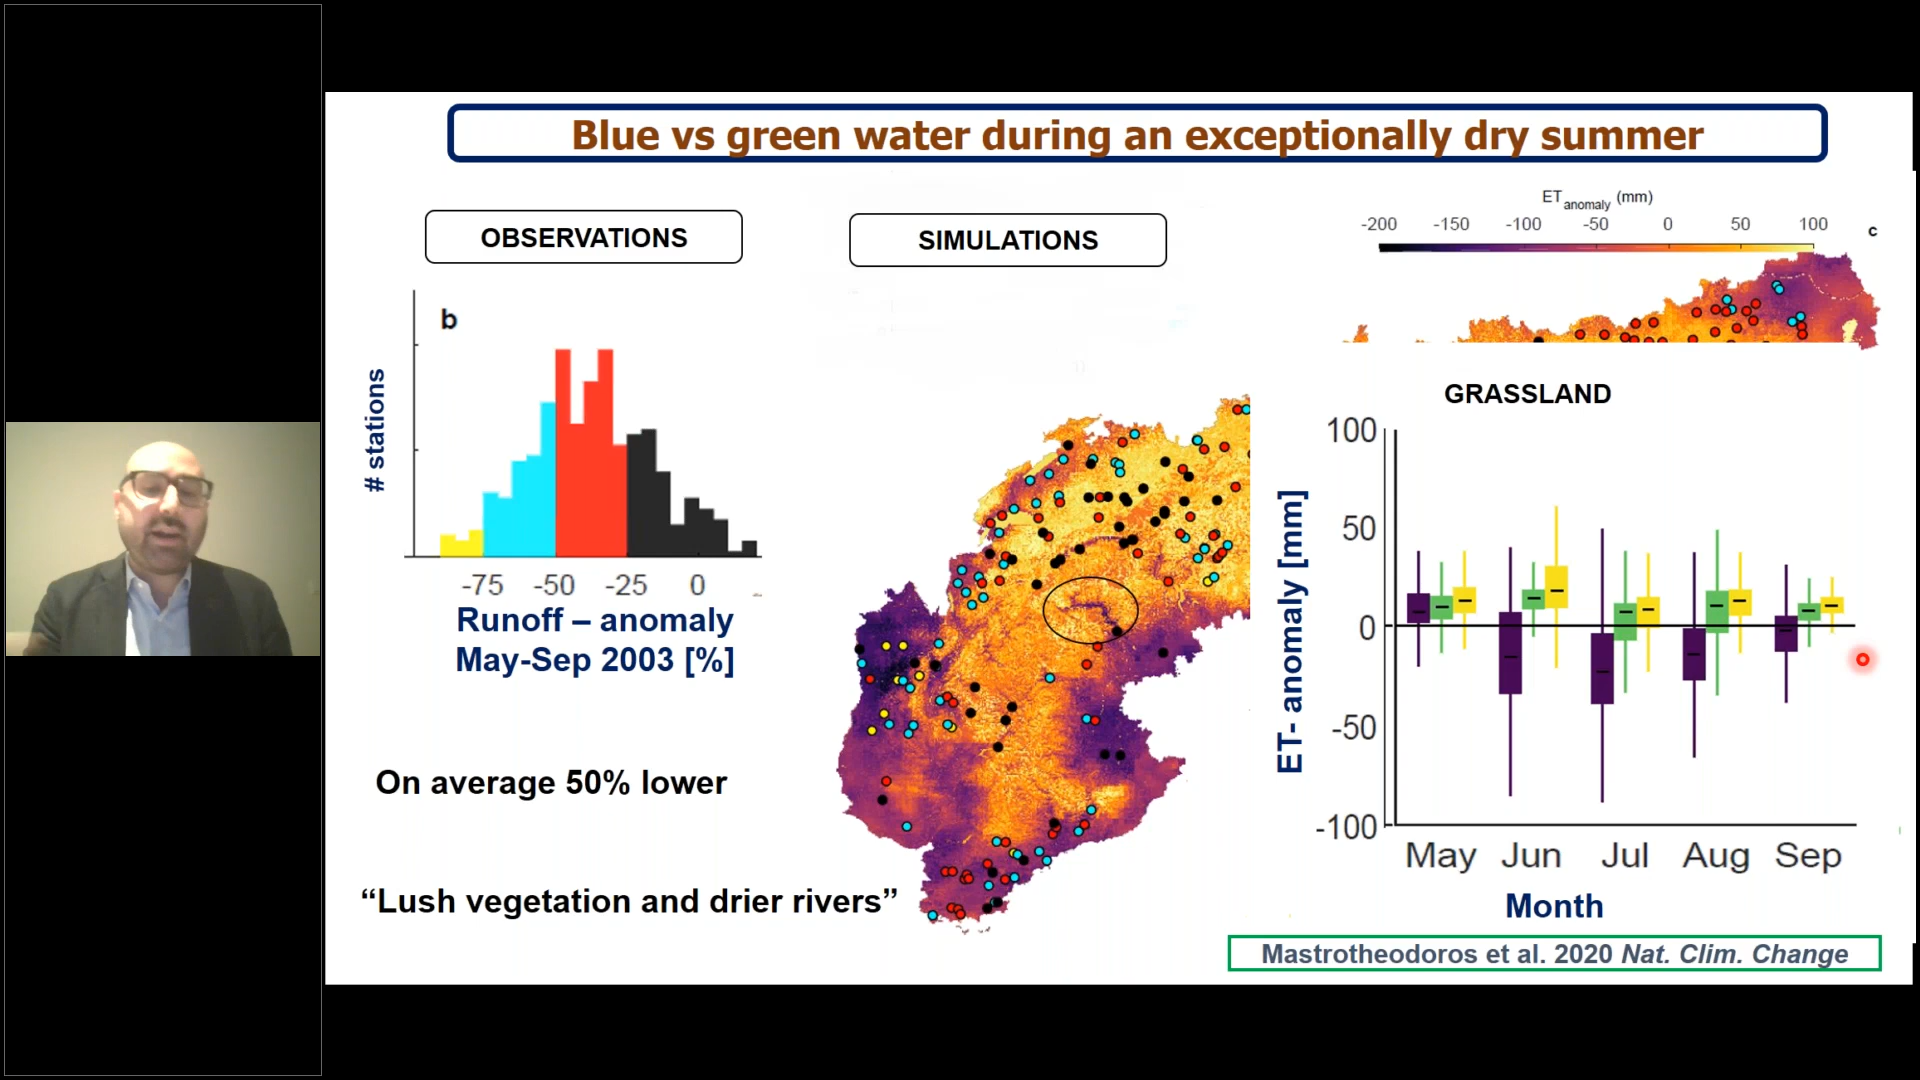 Blue vs green water during an exceptionally dry summer
OBSERVATIONS
SIMULATIONS
ET anomaly (mm)
-200 -150 -100 -50 0 50 100
c
b
# stations
-75 -50 -25 0
Runoff – anomaly
May-Sep 2003 [%]
On average 50% lower
“Lush vegetation and drier rivers”
GRASSLAND
ET- anomaly [mm]
100
50
0
-50
-100
May Jun Jul Aug Sep
Month
Mastrotheodoros et al. 2020 Nat. Clim. Change